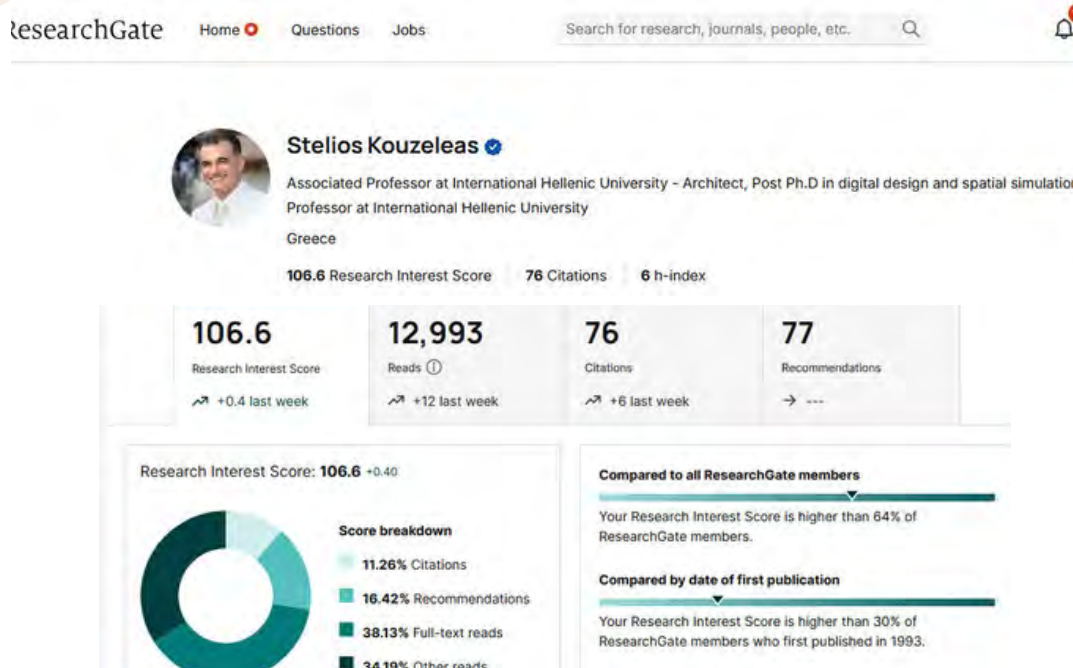 ResearchGate Home Questions Jobs Search for research, journals, people, etc.
Stelios Kouzeleas
Associated Professor at International Hellenic University - Architect, Post Ph.D in digital design and spatial simulation
Professor at International Hellenic University
Greece
106.6 Research Interest Score 76 Citations 6 h-index
106.6 12,993 76 77
Research Interest Score Reads Citations Recommendations
+0.4 last week +12 last week +6 last week ---
Research Interest Score: 106.6 +0.40
Score breakdown
11.26% Citations
16.42% Recommendations
38.13% Full-text reads
34.19% Other reads
Compared to all ResearchGate members
Your Research Interest Score is higher than 64% of
ResearchGate members.
Compared by date of first publication
Your Research Interest Score is higher than 30% of
ResearchGate members who first published in 1993.